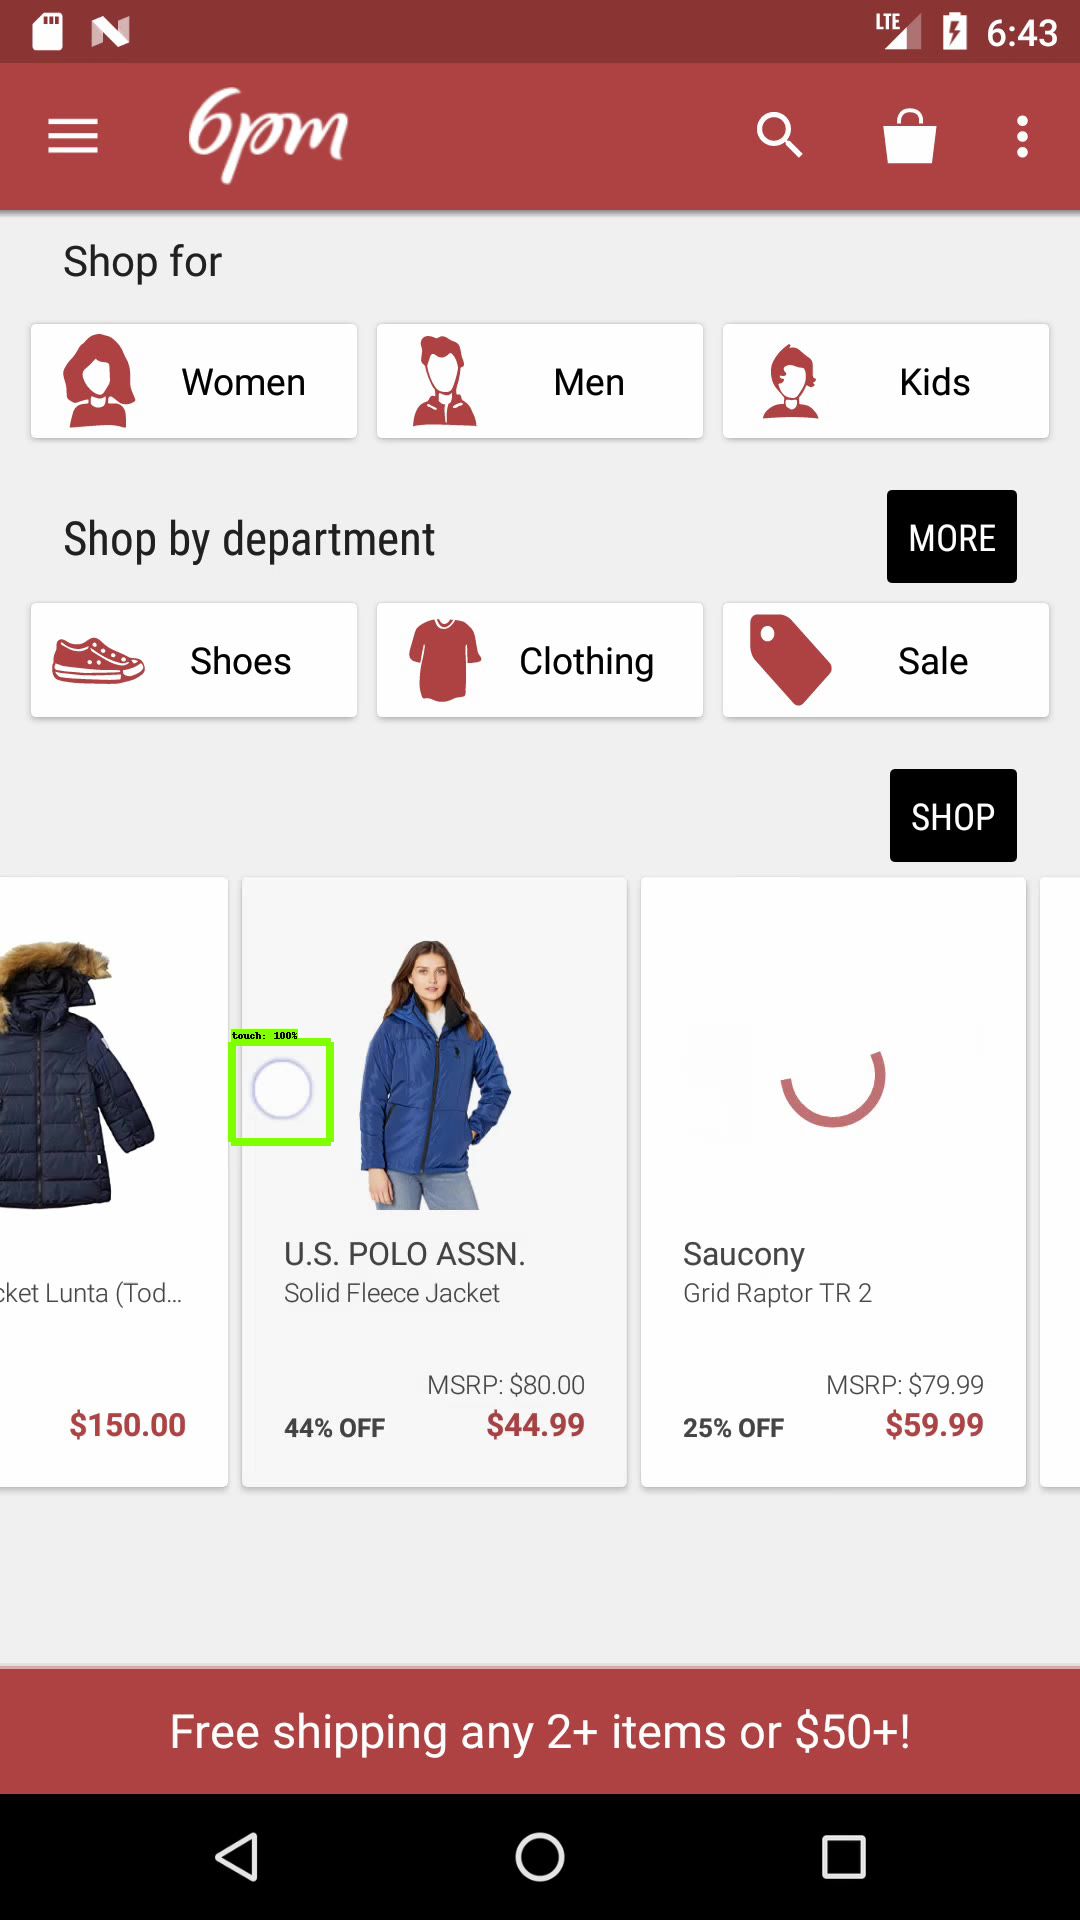 LTE 6:43
6pm
Shop for
Women Men Kids
Shop by department MORE
Shoes Clothing Sale
SHOP
touch: 100%
U.S. POLO ASSN. Saucony
cket Lunta (Tod... Solid Fleece Jacket Grid Raptor TR 2
MSRP: $80.00 MSRP: $79.99
$150.00 44% OFF $44.99 25% OFF $59.99
Free shipping any 2+ items or $50+!